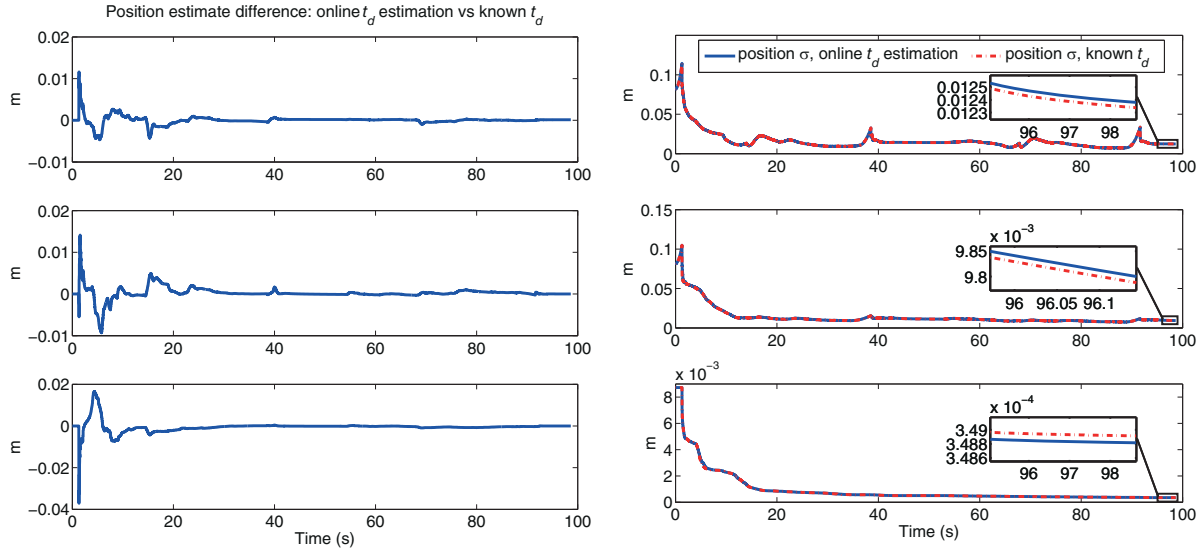 Position estimate difference: online t_d estimation vs known t_d
0.02
0.01
0
−0.01
m
0 20 40 60 80 100
0.02
0.01
0
−0.01
m
0 20 40 60 80 100
0.02
0
−0.02
−0.04
m
0 20 40 60 80 100
Time (s)
position σ, online t_d estimation
position σ, known t_d
0.1
0.05
0
m
0.0125
0.0124
0.0123
96 97 98
0 20 40 60 80 100
0.15
0.1
0.05
0
m
x 10⁻³
9.85
9.8
96 96.05 96.1
0 20 40 60 80 100
x 10⁻³
8
6
4
2
0
m
x 10⁻⁴
3.49
3.488
3.486
96 97 98
0 20 40 60 80 100
Time (s)